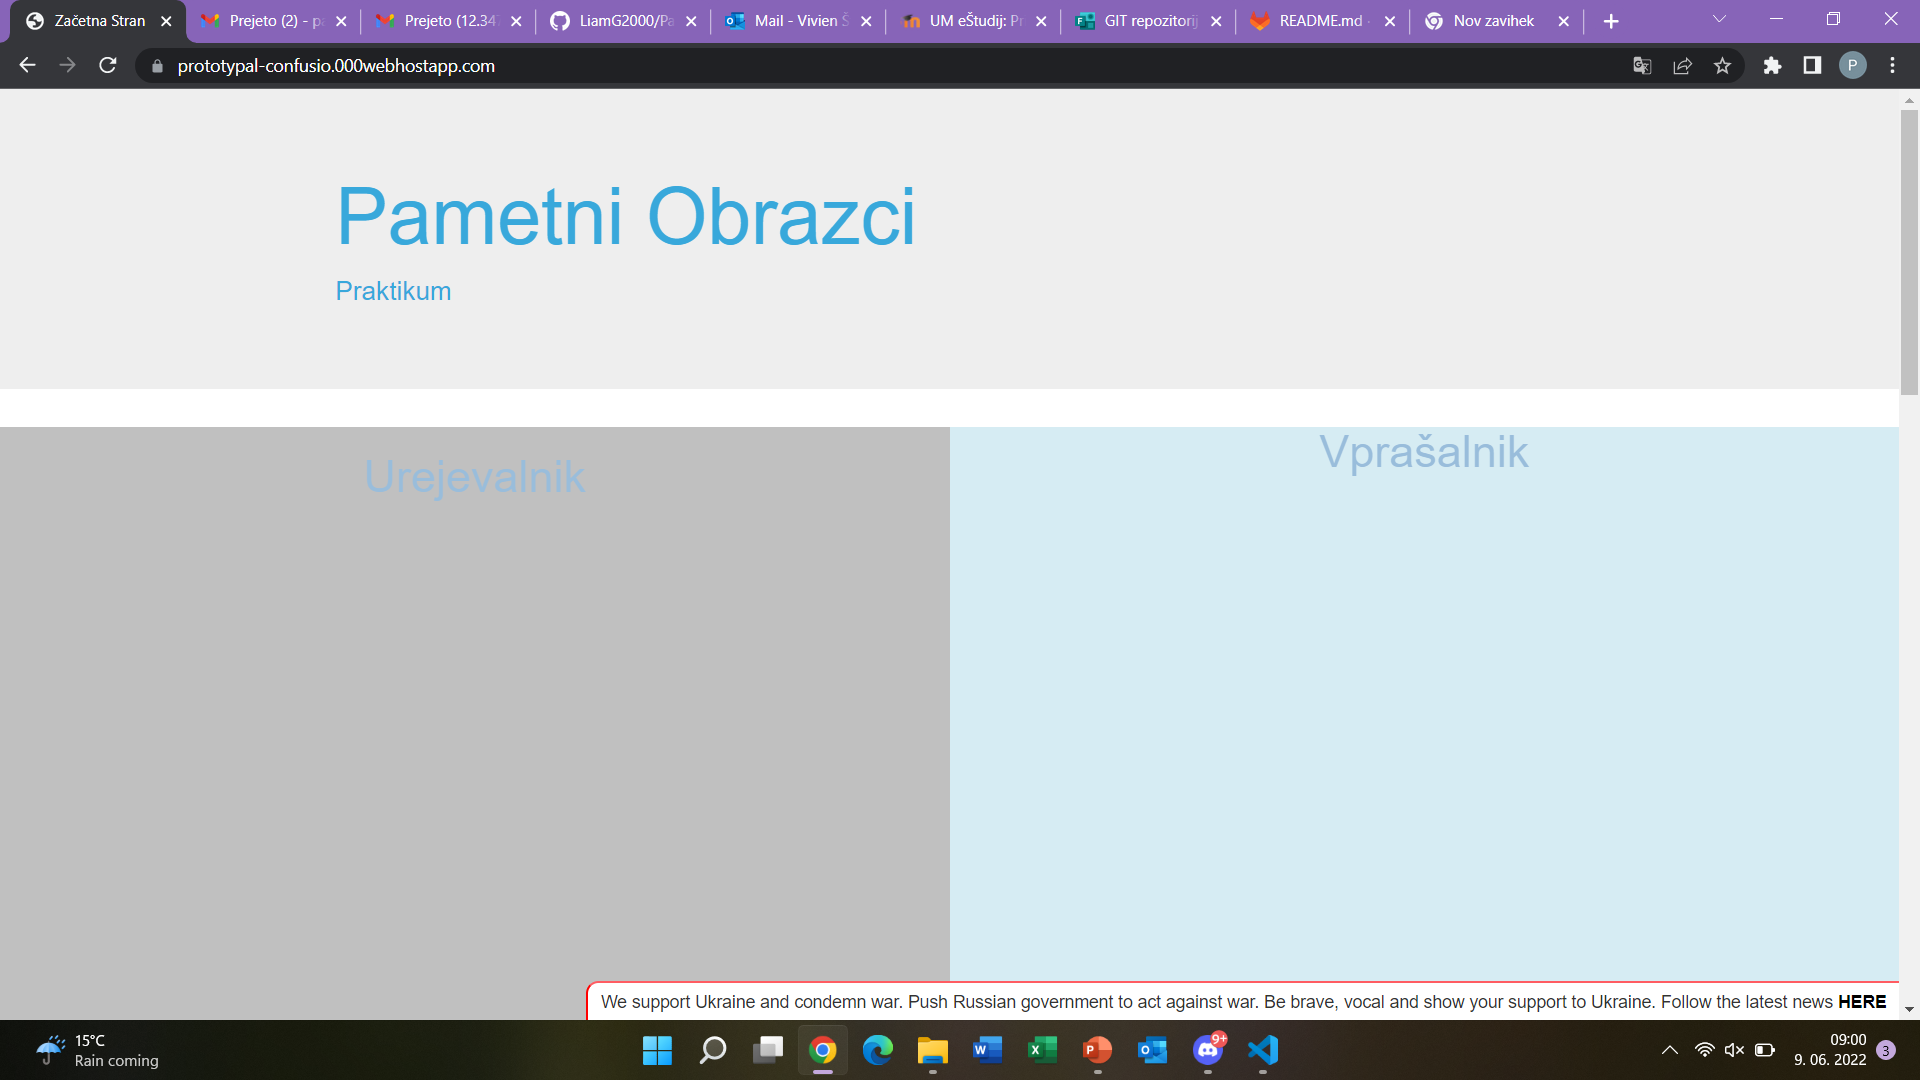 Začetna Stran
Prejeto (2) - p
Prejeto (12.34
LiamG2000/Pa
Mail - Vivien Š
UM eŠtudij: Pr
GIT repozitorij
README.md
Nov zavihek
prototypal-confusio.000webhostapp.com
P
Pametni Obrazci
Praktikum
Urejevalnik
Vprašalnik
We support Ukraine and condemn war. Push Russian government to act against war. Be brave, vocal and show your support to Ukraine. Follow the latest news HERE
15°C
Rain coming
9+
09:00
9. 06. 2022
3